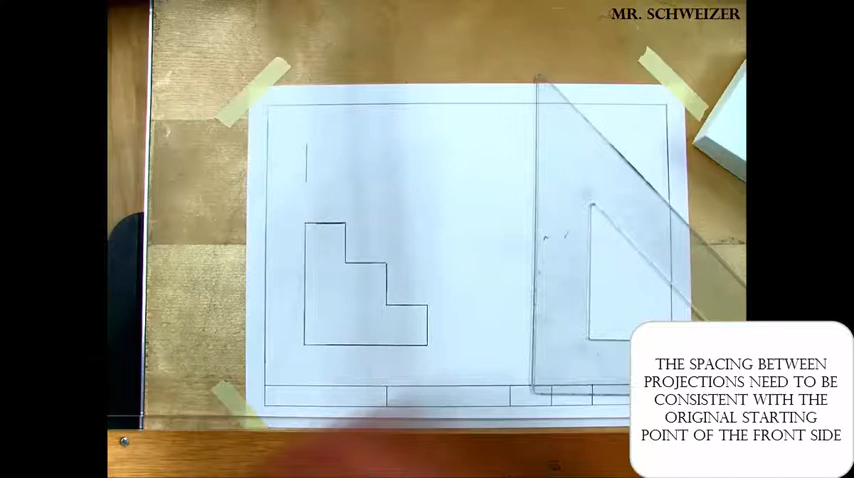 MR. SCHWEIZER
THE SPACING BETWEEN
PROJECTIONS NEED TO BE
CONSISTENT WITH THE
ORIGINAL STARTING
POINT OF THE FRONT SIDE